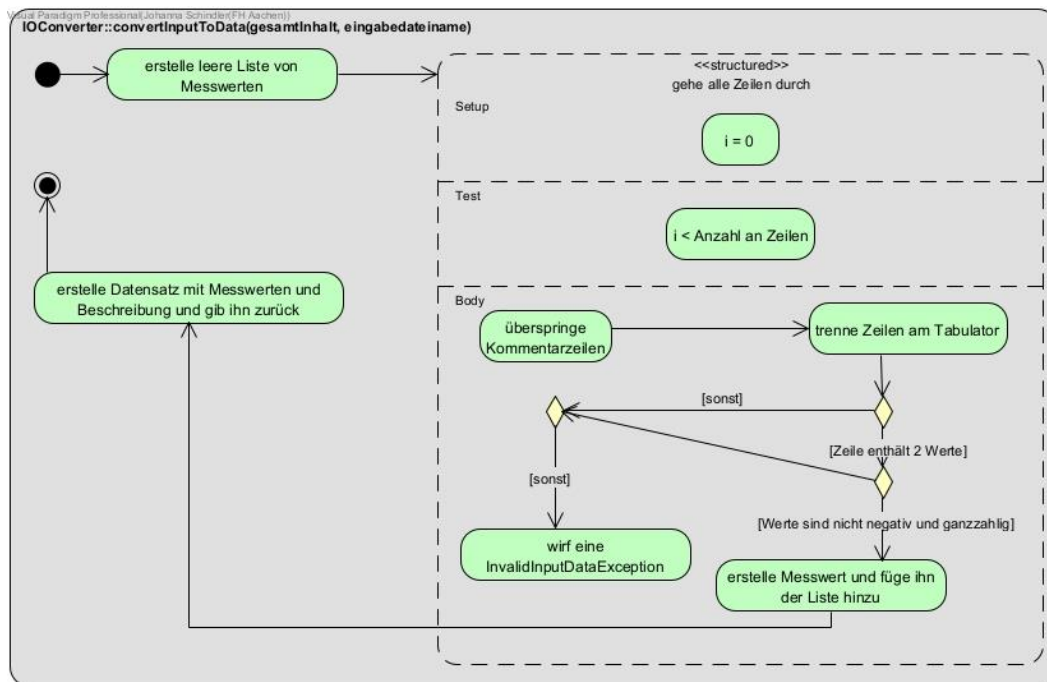 Visual Paradigm Professional(Johanna Schindler(FH Aachen))
IOConverter::convertInputToData(gesamtInhalt, eingabedateiname)
erstelle leere Liste von
Messwerten
<<structured>>
gehe alle Zeilen durch
Setup
i = 0
Test
i < Anzahl an Zeilen
erstelle Datensatz mit Messwerten und
Beschreibung und gib ihn zurück
Body
überspringe
Kommentarzeilen
trenne Zeilen am Tabulator
[sonst]
[Zeile enthält 2 Werte]
[sonst]
[Werte sind nicht negativ und ganzzahlig]
wirf eine
InvalidInputDataException
erstelle Messwert und füge ihn
der Liste hinzu